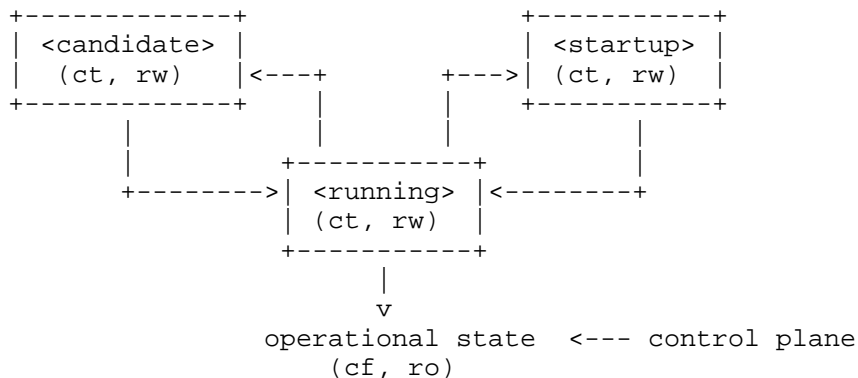 <candidate> <startup>
(ct, rw) (ct, rw)
<running>
(ct, rw)
operational state <--- control plane
(cf, ro)